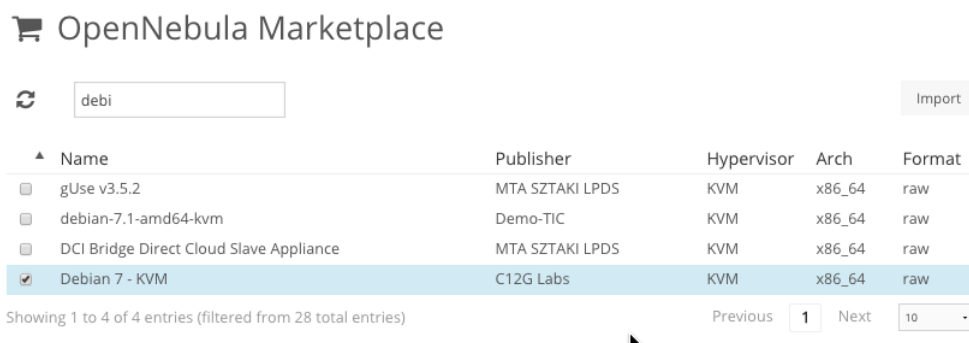 OpenNebula Marketplace
debi Import
Name Publisher Hypervisor Arch Format
gUse v3.5.2 MTA SZTAKI LPDS KVM x86_64 raw
debian-7.1-amd64-kvm Demo-TIC KVM x86_64 raw
DCI Bridge Direct Cloud Slave Appliance MTA SZTAKI LPDS KVM x86_64 raw
Debian 7 - KVM C12G Labs KVM x86_64 raw
Showing 1 to 4 of 4 entries (filtered from 28 total entries) Previous 1 Next 10